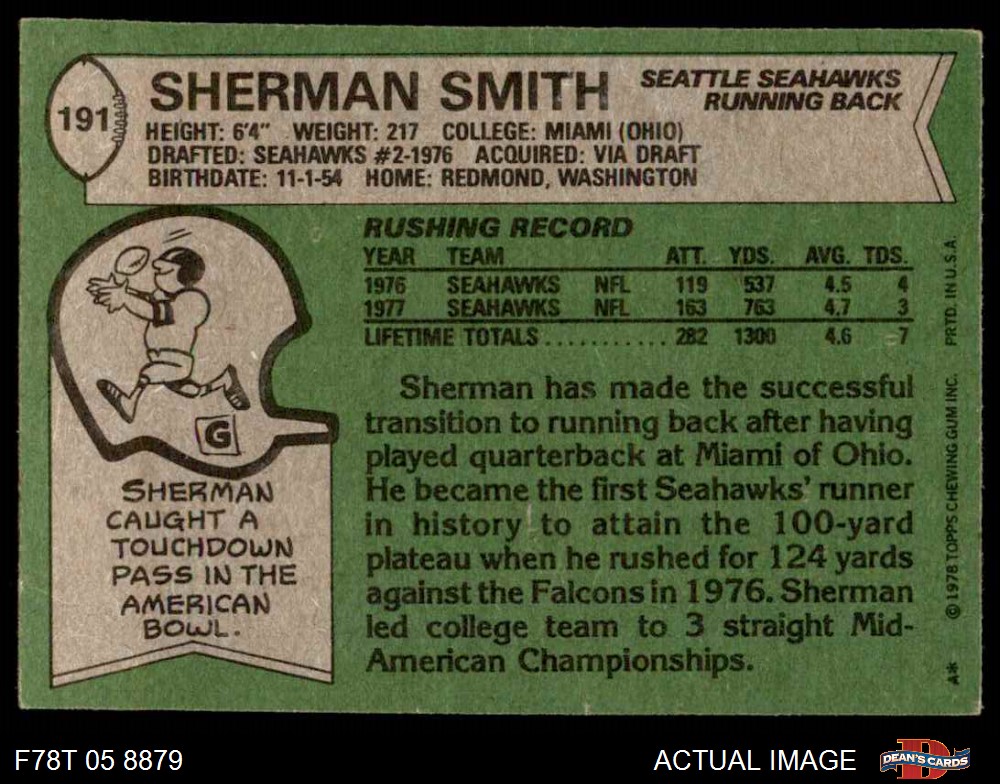 191
SHERMAN SMITH
SEATTLE SEAHAWKS
RUNNING BACK
HEIGHT: 6'4" WEIGHT: 217 COLLEGE: MIAMI (OHIO)
DRAFTED: SEAHAWKS #2-1976 ACQUIRED: VIA DRAFT
BIRTHDATE: 11-1-54 HOME: REDMOND, WASHINGTON
RUSHING RECORD
YEAR TEAM ATT. YDS. AVG. TDS.
1976 SEAHAWKS NFL 119 537 4.5 4
1977 SEAHAWKS NFL 163 763 4.7 3
LIFETIME TOTALS........... 282 1300 4.6 7
G
SHERMAN
CAUGHT A
TOUCHDOWN
PASS IN THE
AMERICAN
BOWL.
Sherman has made the successful
transition to running back after having
played quarterback at Miami of Ohio.
He became the first Seahawks' runner
in history to attain the 100-yard
plateau when he rushed for 124 yards
against the Falcons in 1976. Sherman
led college team to 3 straight Mid-
American Championships.
A* © 1978 TOPPS CHEWING GUM INC. PRTD. IN U.S.A.
F78T 05 8879
ACTUAL IMAGE
D
DEAN'S CARDS